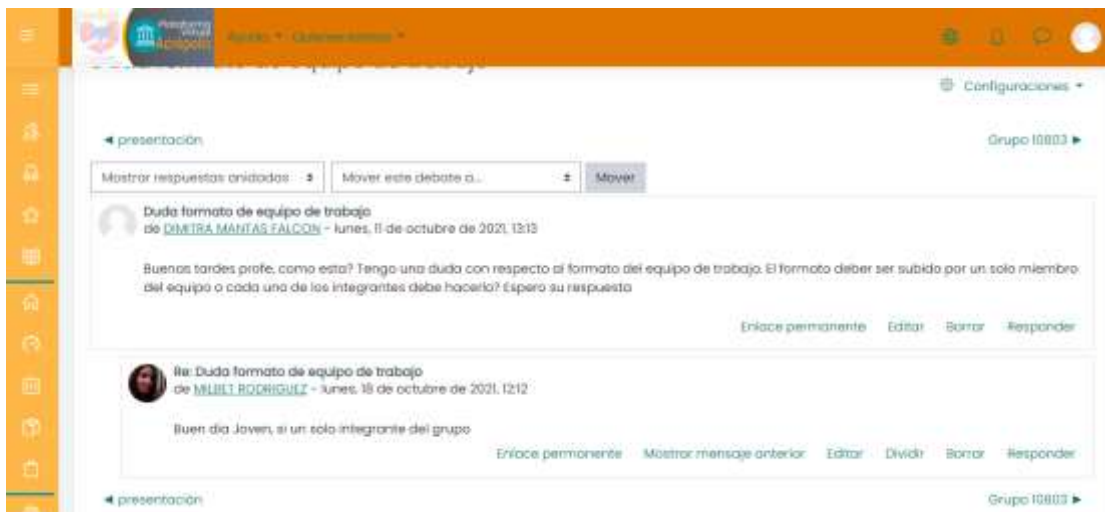 Plataforma
Virtual
Acrópolis
Configuraciones
◄ presentación
Grupo 10803 ►
Mostrar respuestas anidadas
Mover este debate a...
Mover
Duda formato de equipo de trabajo
de DIMITRA MANTAS FALCON - lunes, 11 de octubre de 2021, 13:13
Buenas tardes profe, como esta? Tengo una duda con respecto al formato del equipo de trabajo. El formato deber ser subido por un solo miembro
del equipo o cada uno de los integrantes debe hacerlo? Espero su respuesta
Enlace permanente Editar Borrar Responder
Re: Duda formato de equipo de trabajo
de MILBET RODRIGUEZ - lunes, 18 de octubre de 2021, 12:12
Buen dia Joven, si un solo integrante del grupo
Enlace permanente Mostrar mensaje anterior Editar Dividir Borrar Responder
◄ presentación
Grupo 10803 ►